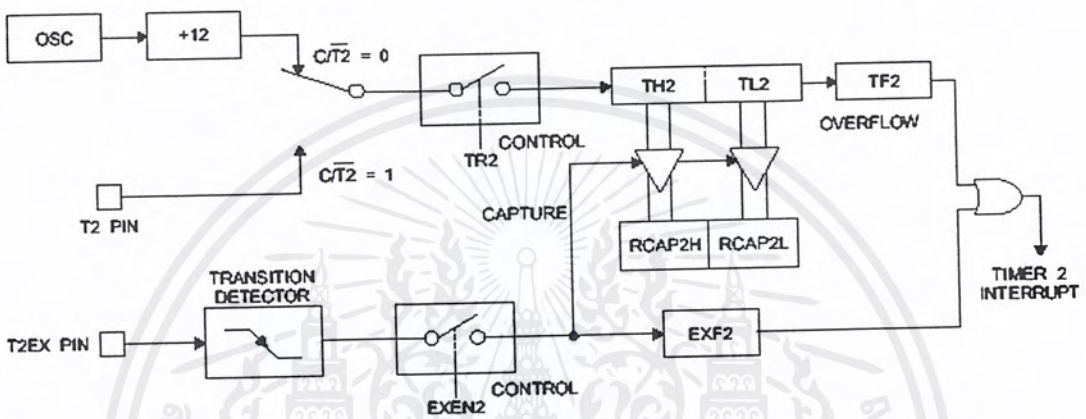 OSC
+12
C/T2 = 0
TH2
TL2
TF2
OVERFLOW
CONTROL
TR2
C/T2 = 1
T2 PIN
CAPTURE
RCAP2H
RCAP2L
TIMER 2
INTERRUPT
TRANSITION
DETECTOR
T2EX PIN
EXF2
CONTROL
EXEN2